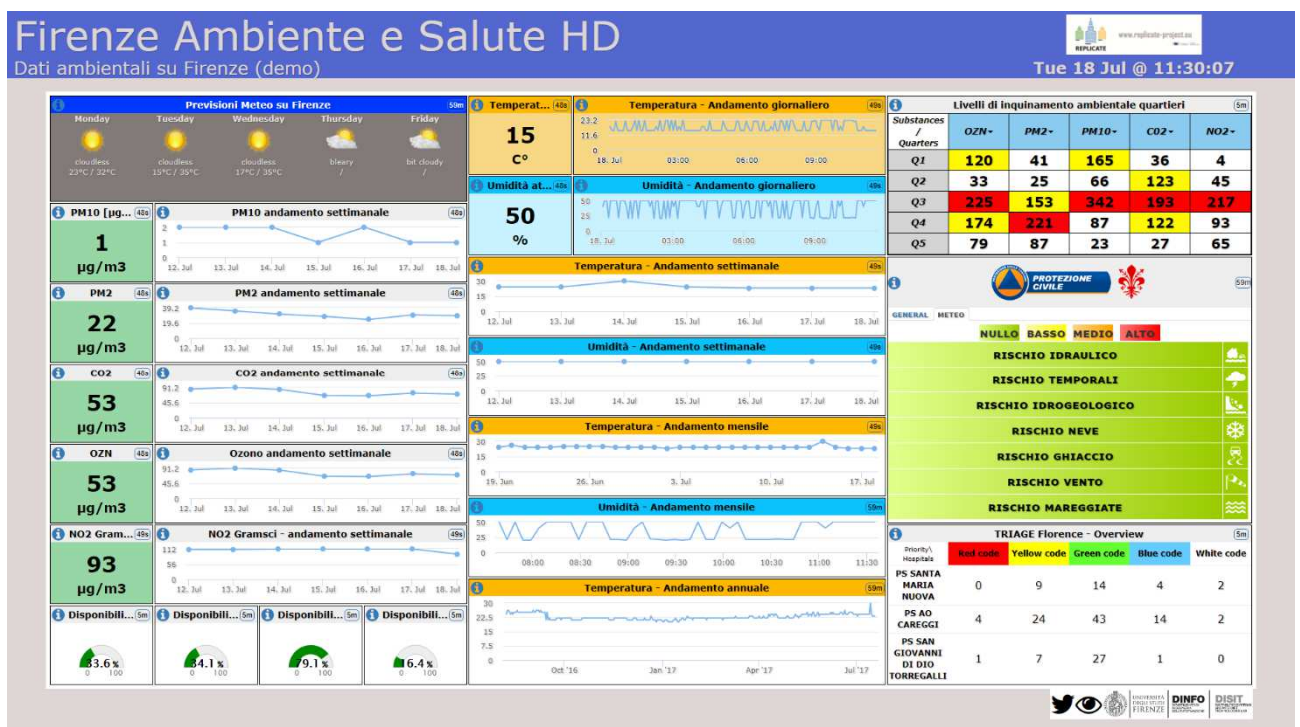 Firenze Ambiente e Salute HD
Dati ambientali su Firenze (demo)
REPLICATE
www.replicate-project.eu
Tue 18 Jul @ 11:30:07
Previsioni Meteo su Firenze 59m
Monday Tuesday Wednesday Thursday Friday
cloudless cloudless cloudless bleary bit cloudy
23°C / 32°C 15°C / 35°C 17°C / 35°C / /
PM10 [µg... 48s
1
µg/m3
PM10 andamento settimanale 48s
2
1
0
12. Jul 13. Jul 14. Jul 15. Jul 16. Jul 17. Jul 18. Jul
PM2 48s
22
µg/m3
PM2 andamento settimanale 48s
39.2
19.6
0
12. Jul 13. Jul 14. Jul 15. Jul 16. Jul 17. Jul 18. Jul
CO2 48s
53
µg/m3
CO2 andamento settimanale 48s
91.2
45.6
0
12. Jul 13. Jul 14. Jul 15. Jul 16. Jul 17. Jul 18. Jul
OZN 48s
53
µg/m3
Ozono andamento settimanale 48s
91.2
45.6
0
12. Jul 13. Jul 14. Jul 15. Jul 16. Jul 17. Jul 18. Jul
NO2 Gram... 49s
93
µg/m3
NO2 Gramsci - andamento settimanale 49s
112
56
0
12. Jul 13. Jul 14. Jul 15. Jul 16. Jul 17. Jul 18. Jul
Disponibili... 5m Disponibili... 5m Disponibili... 5m Disponibili... 5m
33.6 % 34.1 % 79.1 % 16.4 %
0 100 0 100 0 100 0 100
Temperat... 48s
15
C°
Temperatura - Andamento giornaliero 49s
23.2
11.6
0
18. Jul 03:00 06:00 09:00
Umidità at... 48s
50
%
Umidità - Andamento giornaliero 49s
50
25
0
18. Jul 03:00 06:00 09:00
Temperatura - Andamento settimanale 49s
30
15
0
12. Jul 13. Jul 14. Jul 15. Jul 16. Jul 17. Jul 18. Jul
Umidità - Andamento settimanale 49s
50
25
0
12. Jul 13. Jul 14. Jul 15. Jul 16. Jul 17. Jul 18. Jul
Temperatura - Andamento mensile 49s
30
15
0
19. Jun 26. Jun 3. Jul 10. Jul 17. Jul
Umidità - Andamento mensile 59m
50
25
0
08:00 08:30 09:00 09:30 10:00 10:30 11:00 11:30
Temperatura - Andamento annuale 59m
30
22.5
15
7.5
0
Oct '16 Jan '17 Apr '17 Jul '17
Livelli di inquinamento ambientale quartieri 5m
Substances
/
Quarters
OZN PM2 PM10 CO2 NO2
Q1 120 41 165 36 4
Q2 33 25 66 123 45
Q3 225 153 342 193 217
Q4 174 221 87 122 93
Q5 79 87 23 27 65
PROTEZIONE
CIVILE
59m
GENERAL METEO
NULLO BASSO MEDIO ALTO
RISCHIO IDRAULICO
RISCHIO TEMPORALI
RISCHIO IDROGEOLOGICO
RISCHIO NEVE
RISCHIO GHIACCIO
RISCHIO VENTO
RISCHIO MAREGGIATE
TRIAGE Florence - Overview 5m
Priority\
Hospitals
Red code Yellow code Green code Blue code White code
PS SANTA
MARIA
NUOVA
0 9 14 4 2
PS AO
CAREGGI
4 24 43 14 2
PS SAN
GIOVANNI
DI DIO
TORREGALLI
1 7 27 1 0
UNIVERSITÀ
DEGLI STUDI
FIRENZE
DINFO
DISIT